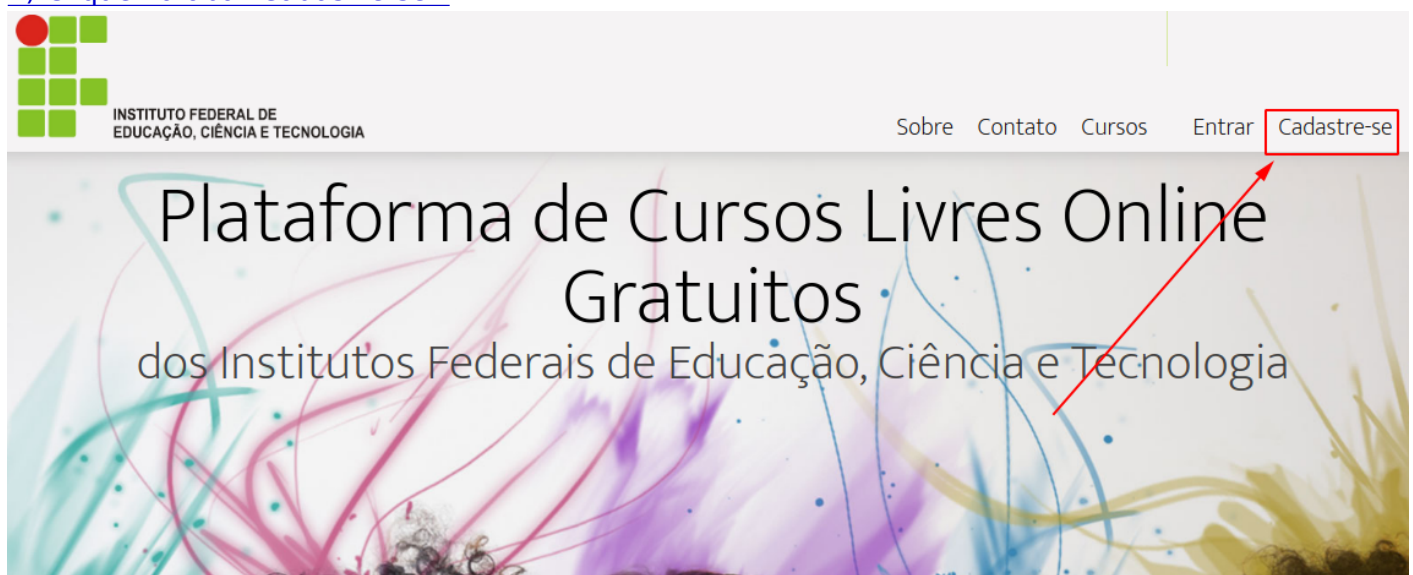 INSTITUTO FEDERAL DE
EDUCAÇÃO, CIÊNCIA E TECNOLOGIA
Sobre Contato Cursos Entrar Cadastre-se
Plataforma de Cursos Livres Online
Gratuitos
dos Institutos Federais de Educação, Ciência e Tecnologia